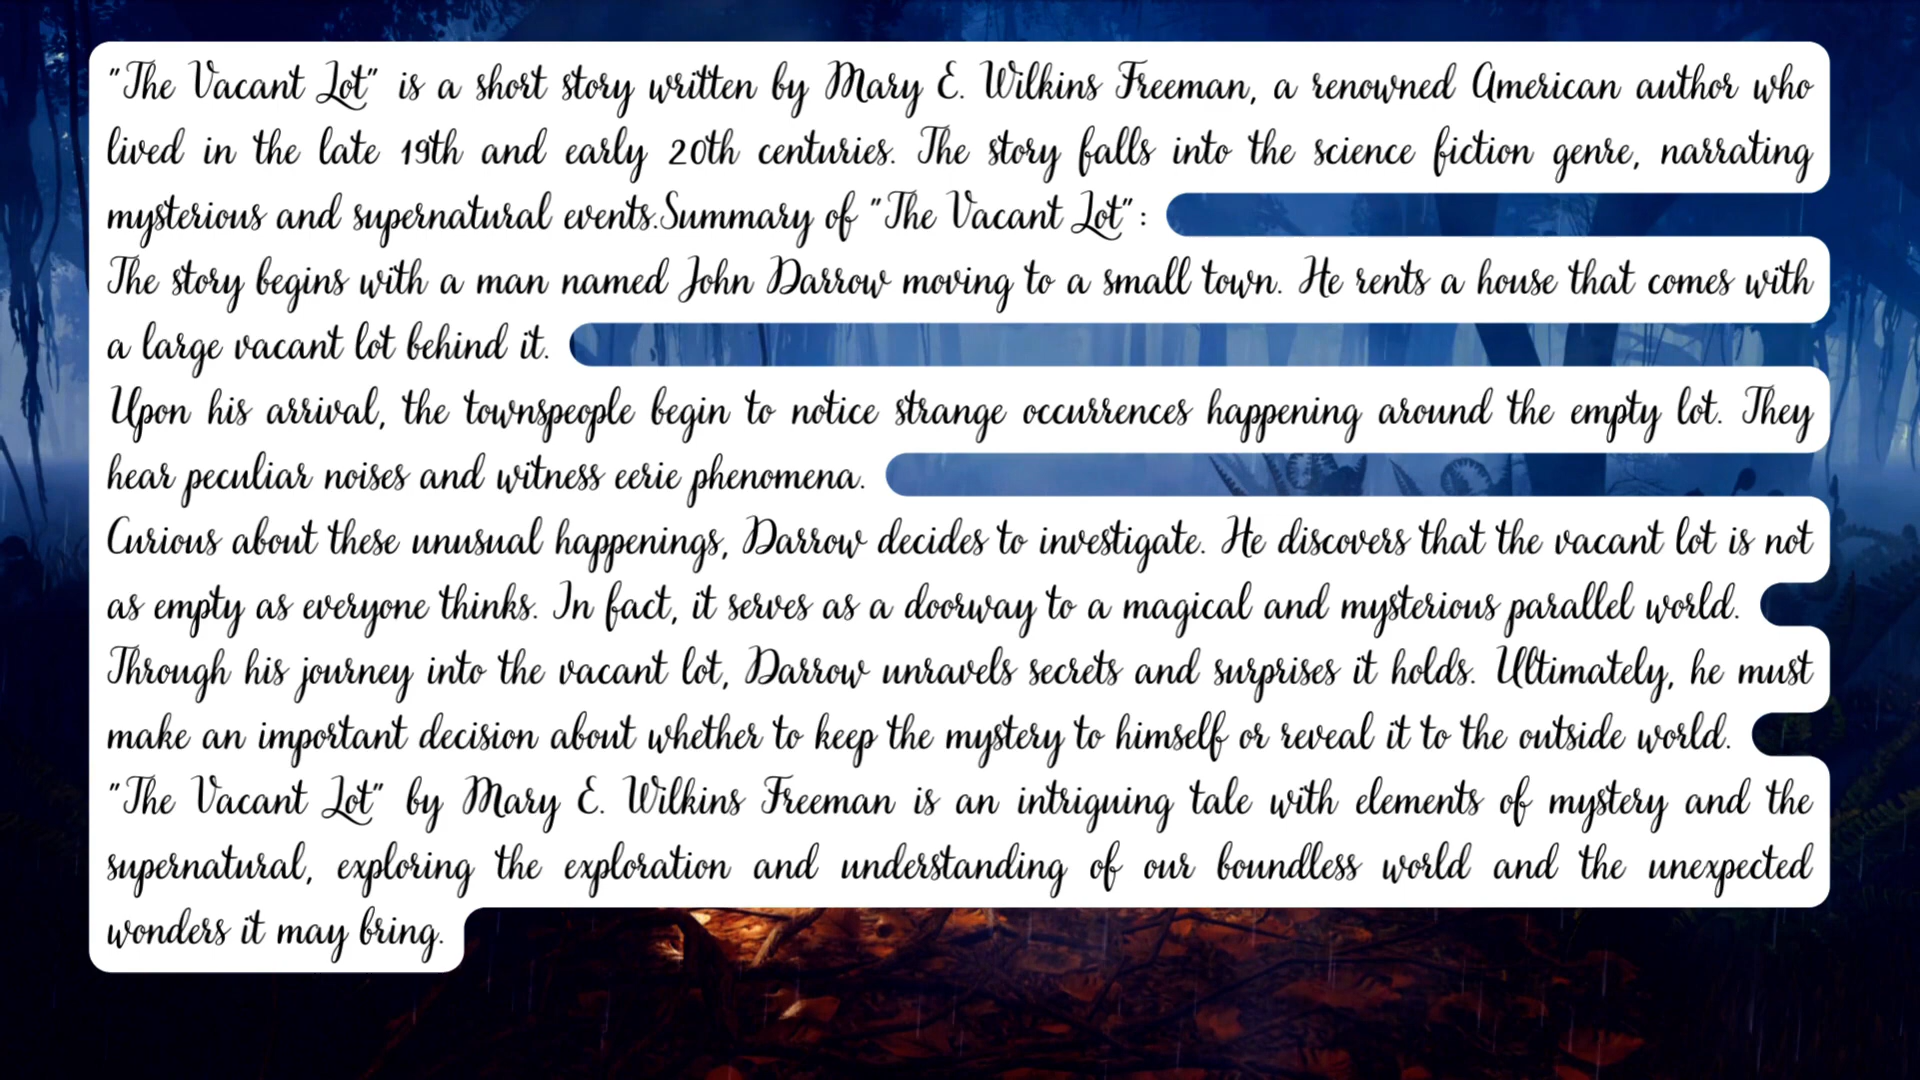 "The Vacant Lot" is a short story written by Mary E. Wilkins Freeman, a renowned American author who
lived in the late 19th and early 20th centuries. The story falls into the science fiction genre, narrating
mysterious and supernatural events.Summary of "The Vacant Lot":
The story begins with a man named John Darrow moving to a small town. He rents a house that comes with
a large vacant lot behind it.
Upon his arrival, the townspeople begin to notice strange occurrences happening around the empty lot. They
hear peculiar noises and witness eerie phenomena.
Curious about these unusual happenings, Darrow decides to investigate. He discovers that the vacant lot is not
as empty as everyone thinks. In fact, it serves as a doorway to a magical and mysterious parallel world.
Through his journey into the vacant lot, Darrow unravels secrets and surprises it holds. Ultimately, he must
make an important decision about whether to keep the mystery to himself or reveal it to the outside world.
"The Vacant Lot" by Mary E. Wilkins Freeman is an intriguing tale with elements of mystery and the
supernatural, exploring the exploration and understanding of our boundless world and the unexpected
wonders it may bring.